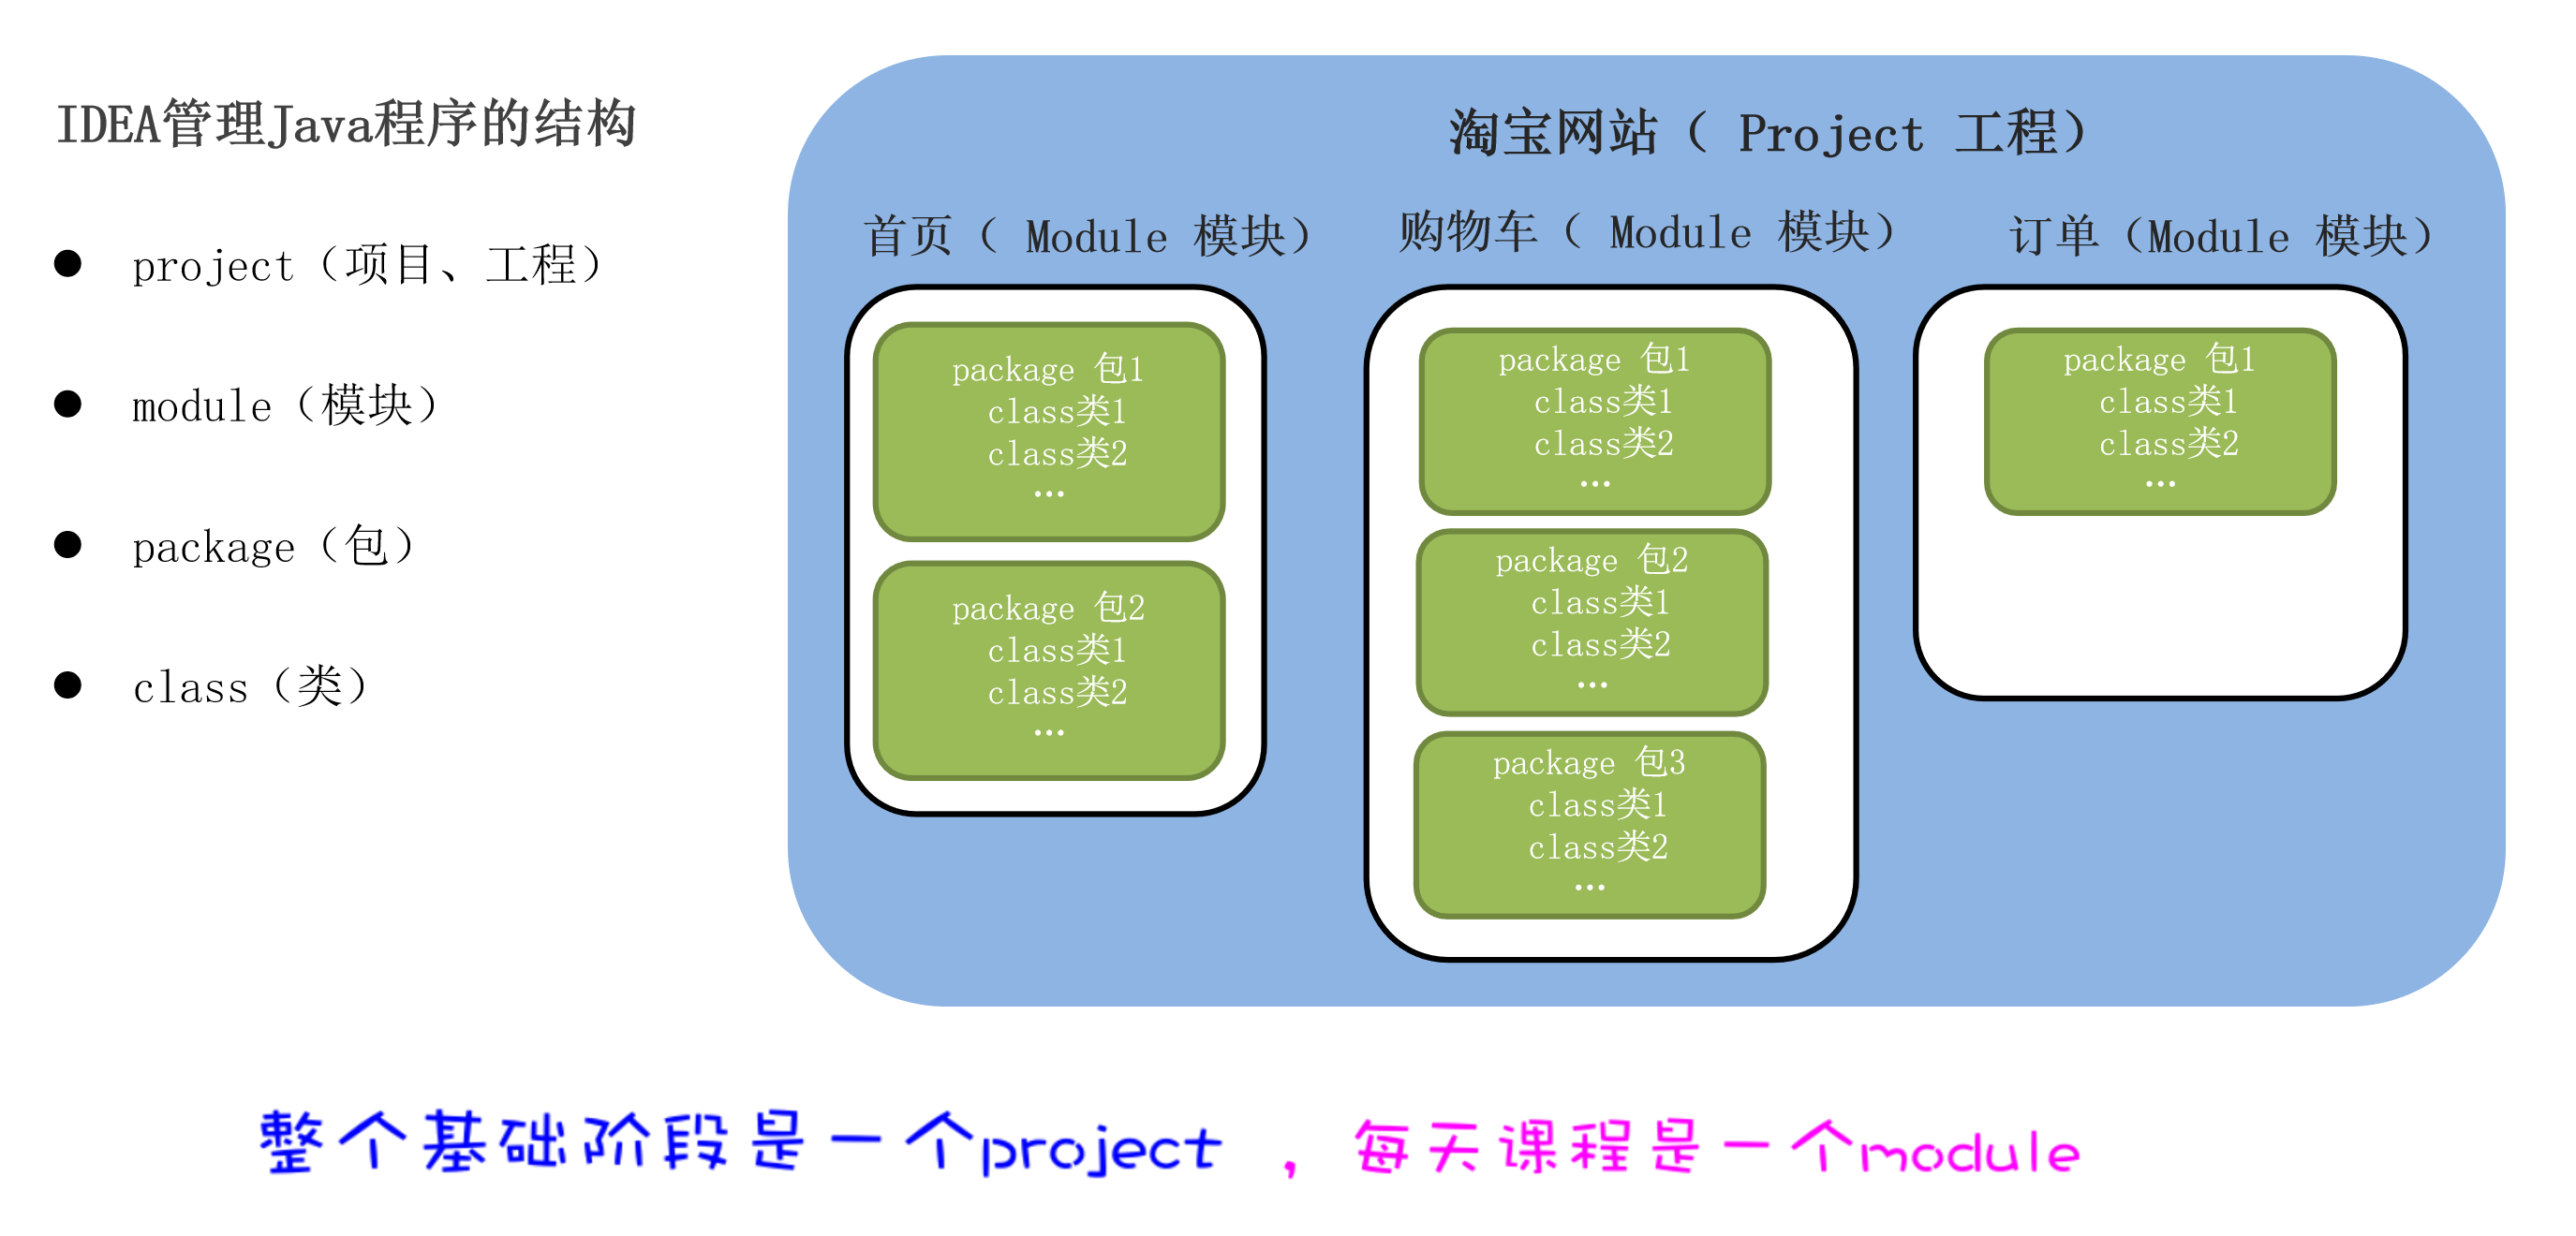 IDEA管理Java程序的结构
● project（项目、工程）
● module（模块）
● package（包）
● class（类）
淘宝网站（ Project 工程）
首页（ Module 模块）
package 包1
class类1
class类2
…
package 包2
class类1
class类2
…
购物车（ Module 模块）
package 包1
class类1
class类2
…
package 包2
class类1
class类2
…
package 包3
class类1
class类2
…
订单（Module 模块）
package 包1
class类1
class类2
…
整个基础阶段是一个project ，每天课程是一个module